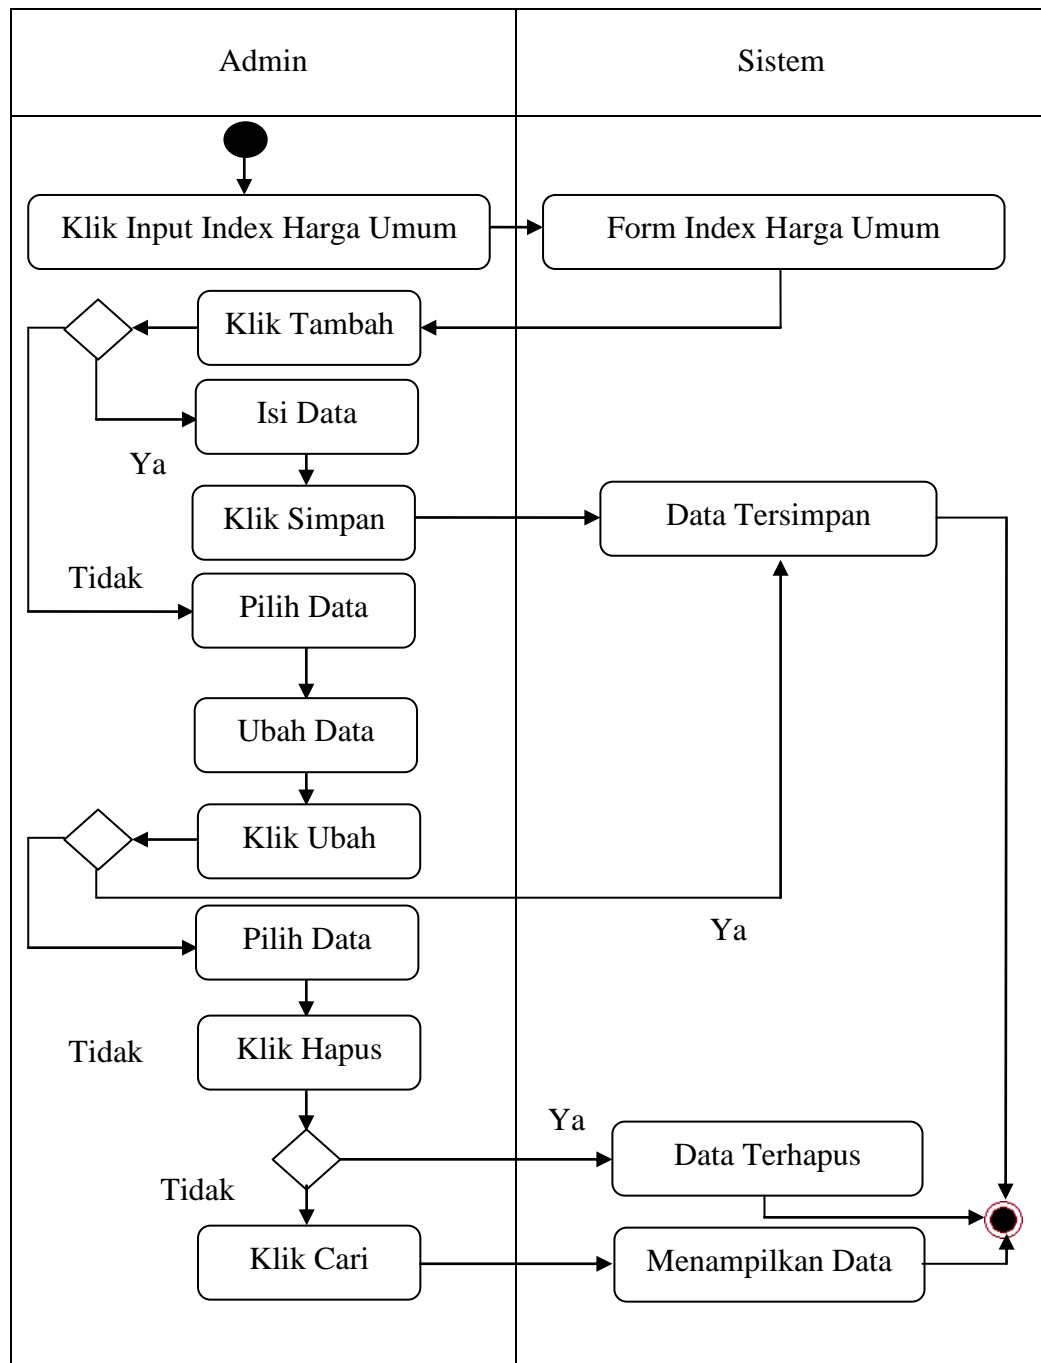 Admin
Sistem
Klik Input Index Harga Umum
Form Index Harga Umum
Klik Tambah
Isi Data
Ya
Klik Simpan
Data Tersimpan
Tidak
Pilih Data
Ubah Data
Klik Ubah
Ya
Pilih Data
Tidak
Klik Hapus
Ya
Data Terhapus
Tidak
Klik Cari
Menampilkan Data